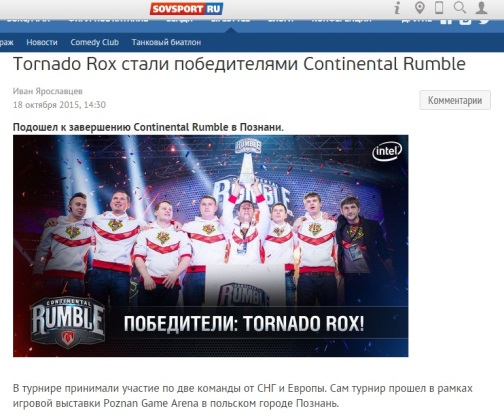 SOVSPORT RU
раж Новости Comedy Club Танковый биатлон
Tornado Rox стали победителями Continental Rumble
Иван Ярославцев
18 октября 2015, 14:30
Комментарии
Подошел к завершению Continental Rumble в Познани.
intel
RUMBLE
CONTINENTAL
RUMBLE
ПОБЕДИТЕЛИ: TORNADO ROX!
В турнире принимали участие по две команды от СНГ и Европы. Сам турнир прошел в рамках
игровой выставки Poznan Game Arena в польском городе Познань.